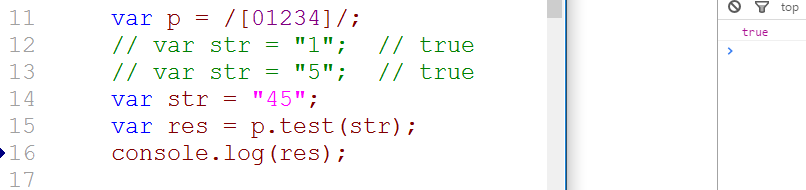 11 var p = /[01234]/;
12 // var str = "1"; // true
13 // var str = "5"; // true
14 var str = "45";
15 var res = p.test(str);
16 console.log(res);
17
top
true